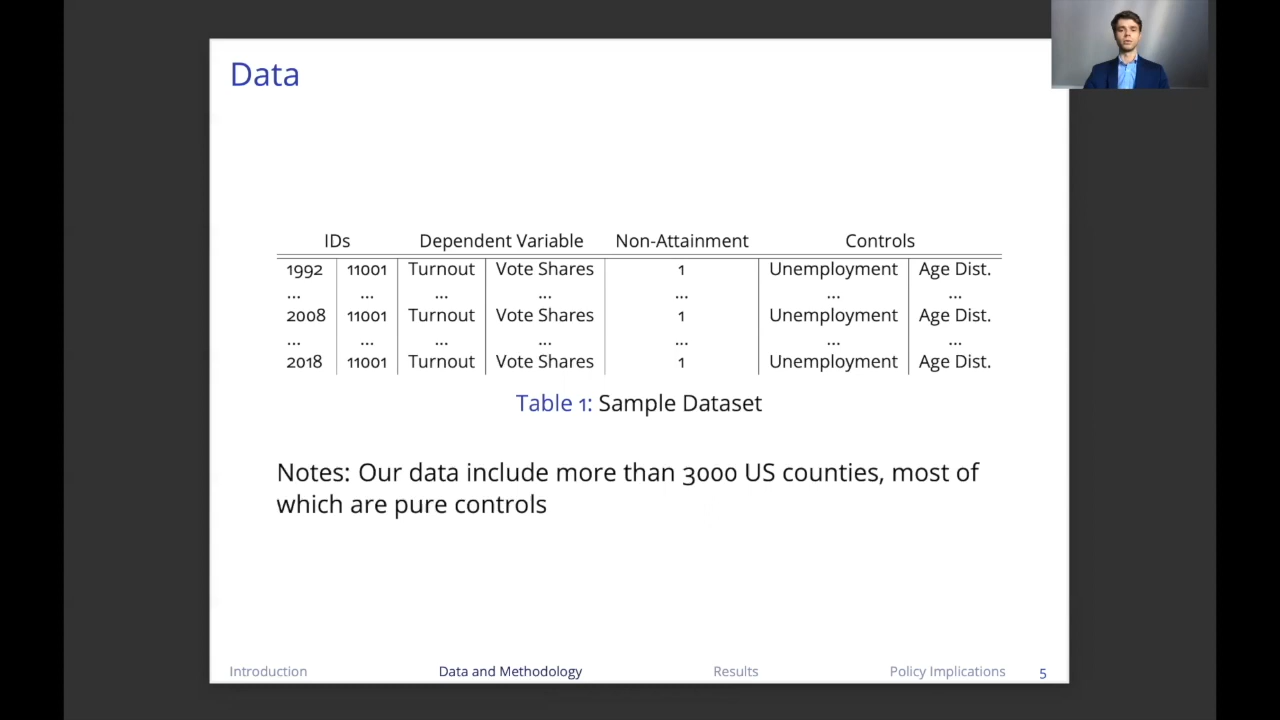 Data
IDs Dependent Variable Non-Attainment Controls
1992 11001 Turnout Vote Shares 1 Unemployment Age Dist.
... ... ... ... ... ... ...
2008 11001 Turnout Vote Shares 1 Unemployment Age Dist.
... ... ... ... ... ... ...
2018 11001 Turnout Vote Shares 1 Unemployment Age Dist.
Table 1: Sample Dataset
Notes: Our data include more than 3000 US counties, most of
which are pure controls
Introduction Data and Methodology Results Policy Implications 5